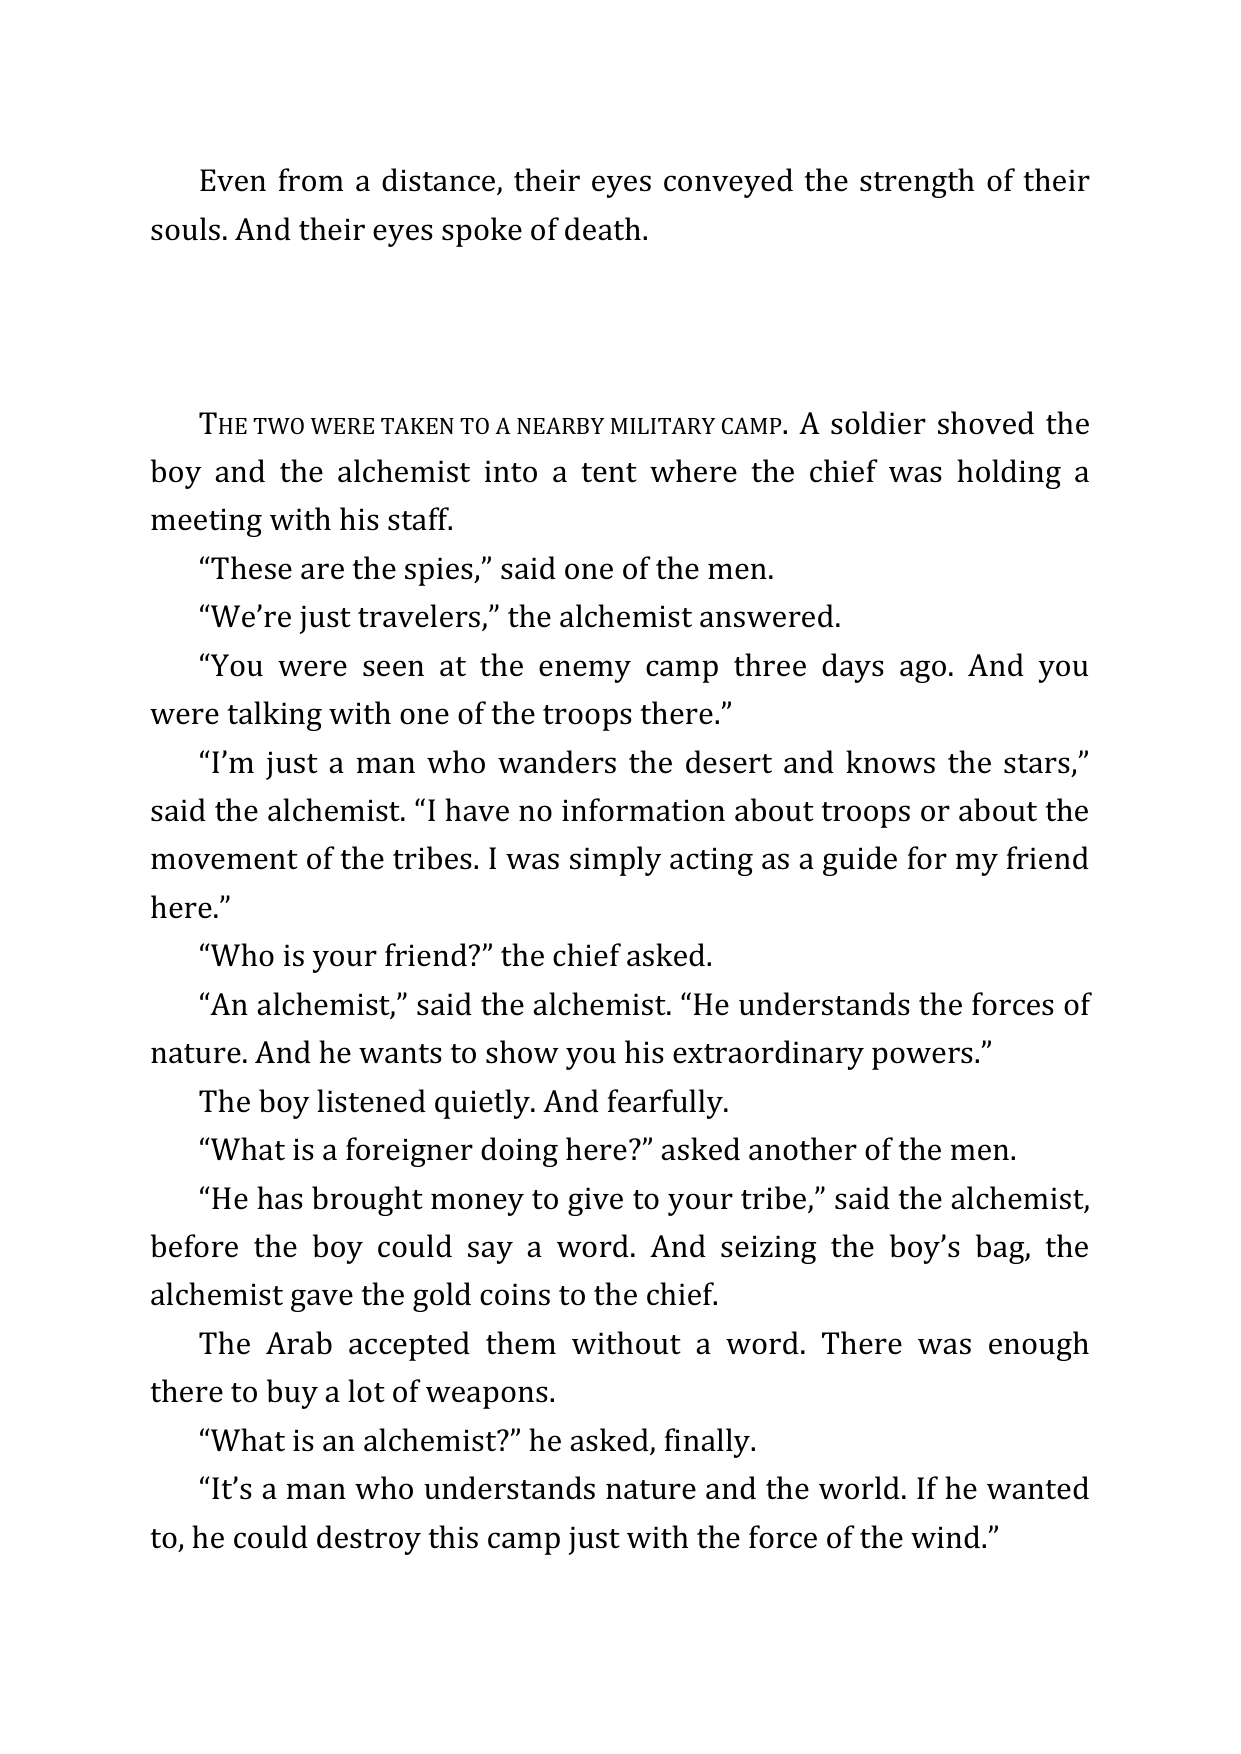 Even from a distance, their eyes conveyed the strength of their
souls. And their eyes spoke of death.
THE TWO WERE TAKEN TO A NEARBY MILITARY CAMP. A soldier shoved the
boy and the alchemist into a tent where the chief was holding a
meeting with his staff.
“These are the spies,” said one of the men.
“We’re just travelers,” the alchemist answered.
“You were seen at the enemy camp three days ago. And you
were talking with one of the troops there.”
“I’m just a man who wanders the desert and knows the stars,”
said the alchemist. “I have no information about troops or about the
movement of the tribes. I was simply acting as a guide for my friend
here.”
“Who is your friend?” the chief asked.
“An alchemist,” said the alchemist. “He understands the forces of
nature. And he wants to show you his extraordinary powers.”
The boy listened quietly. And fearfully.
“What is a foreigner doing here?” asked another of the men.
“He has brought money to give to your tribe,” said the alchemist,
before the boy could say a word. And seizing the boy’s bag, the
alchemist gave the gold coins to the chief.
The Arab accepted them without a word. There was enough
there to buy a lot of weapons.
“What is an alchemist?” he asked, finally.
“It’s a man who understands nature and the world. If he wanted
to, he could destroy this camp just with the force of the wind.”